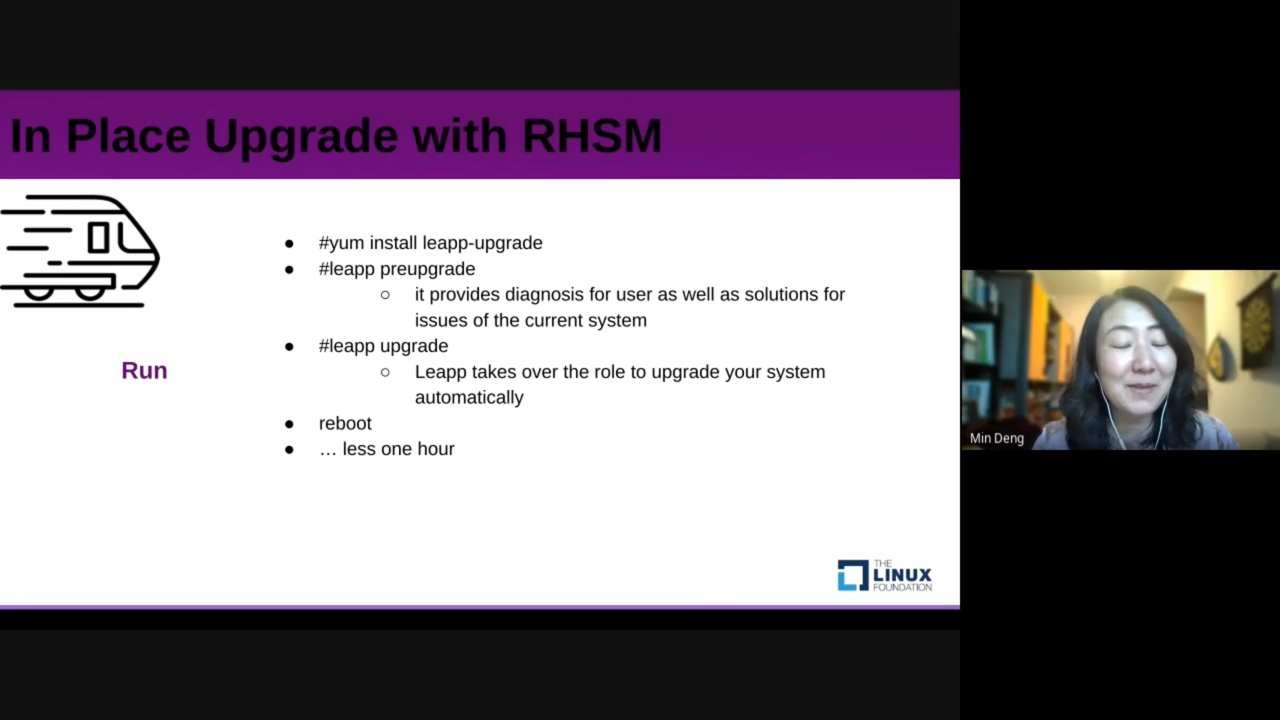 In Place Upgrade with RHSM
Run
● #yum install leapp-upgrade
● #leapp preupgrade
○ it provides diagnosis for user as well as solutions for
issues of the current system
● #leapp upgrade
○ Leapp takes over the role to upgrade your system
automatically
● reboot
● … less one hour
THE
LINUX
FOUNDATION
Min Deng